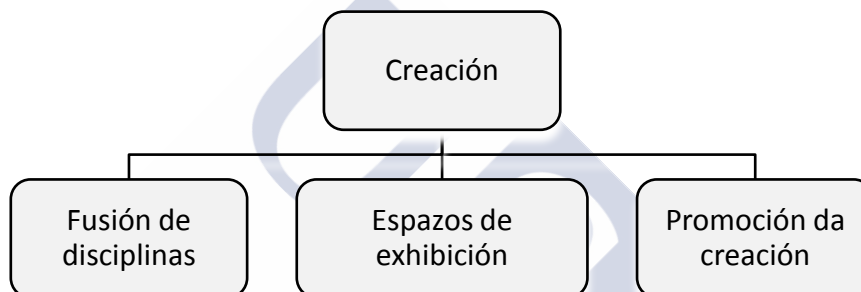 Creación
Fusión de
disciplinas
Espazos de
exhibición
Promoción da
creación